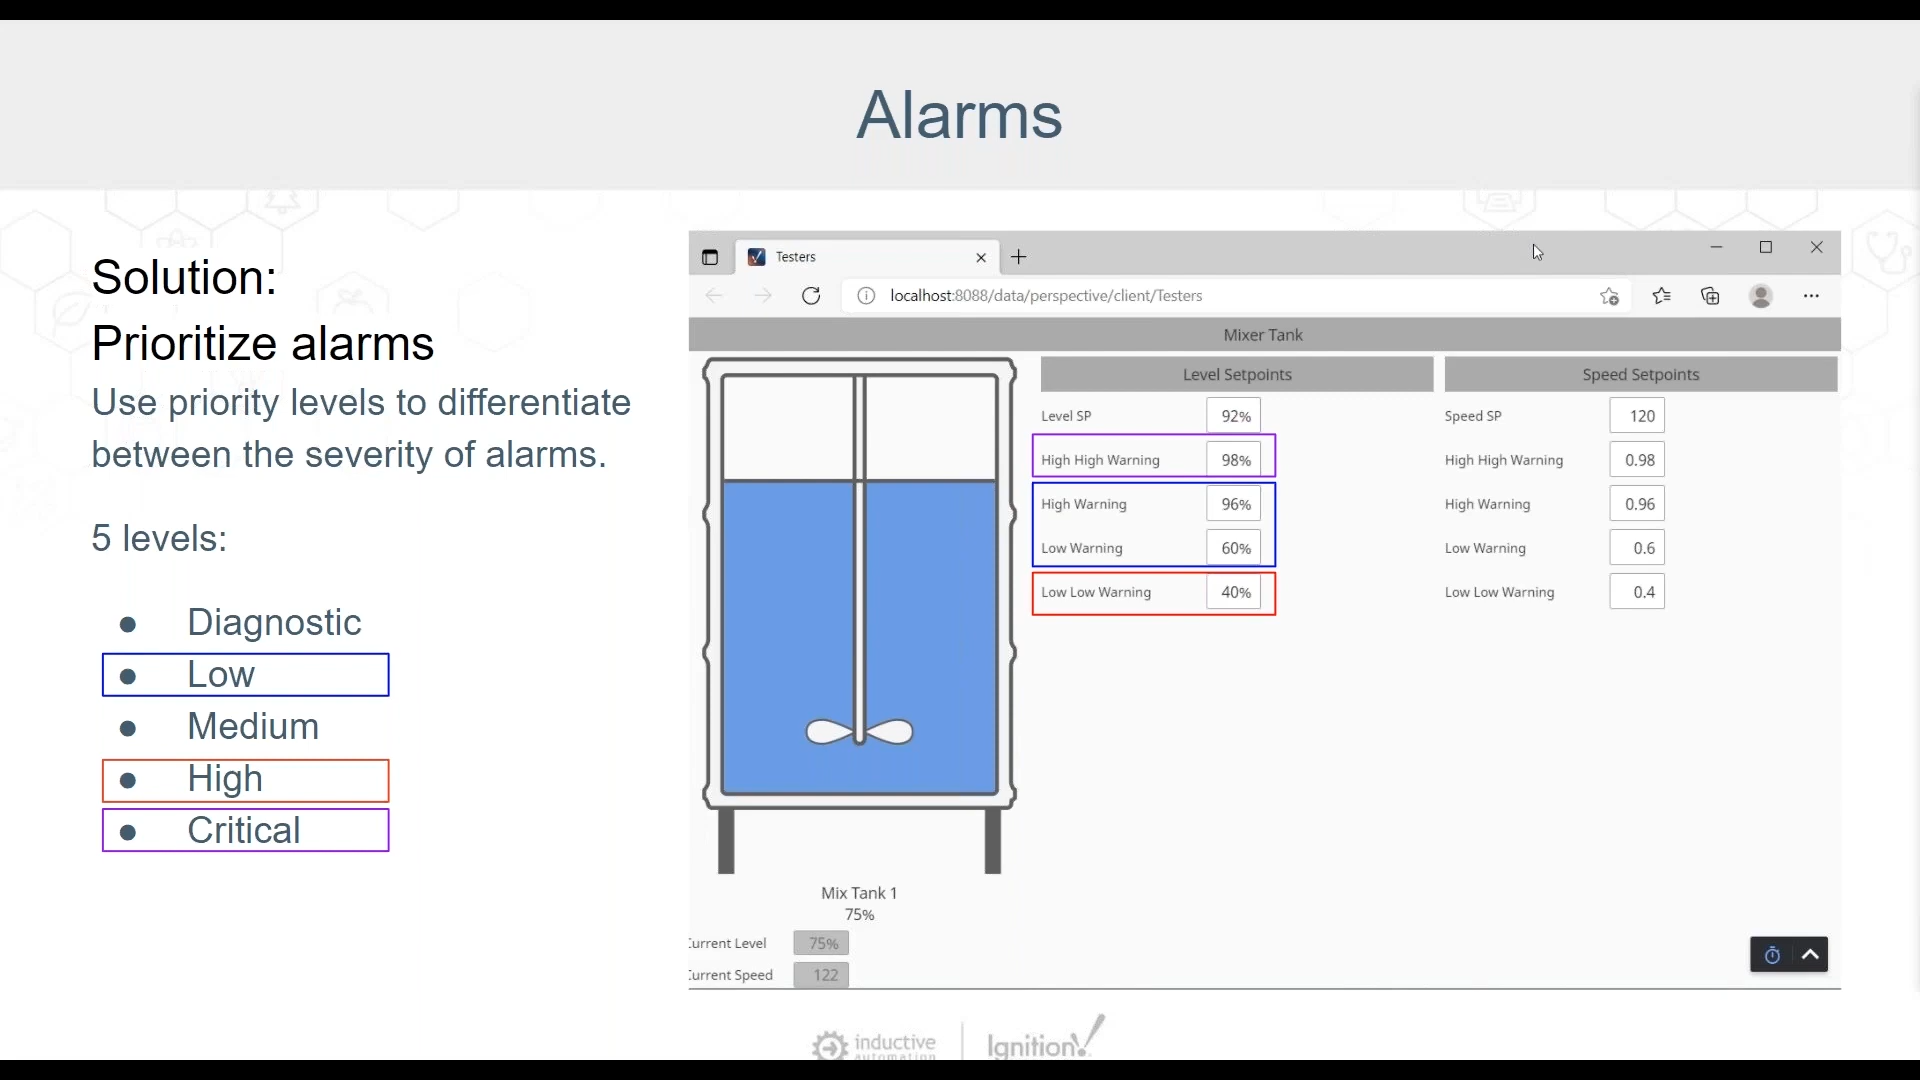 Alarms
Solution:
Prioritize alarms
Use priority levels to differentiate
between the severity of alarms.
5 levels:
● Diagnostic
● Low
● Medium
● High
● Critical
Testers
localhost:8088/data/perspective/client/Testers
Mixer Tank
Level Setpoints
Level SP 92%
High High Warning 98%
High Warning 96%
Low Warning 60%
Low Low Warning 40%
Speed Setpoints
Speed SP 120
High High Warning 0.98
High Warning 0.96
Low Warning 0.6
Low Low Warning 0.4
Mix Tank 1
75%
Current Level 75%
Current Speed 122
inductive
automation
Ignition!